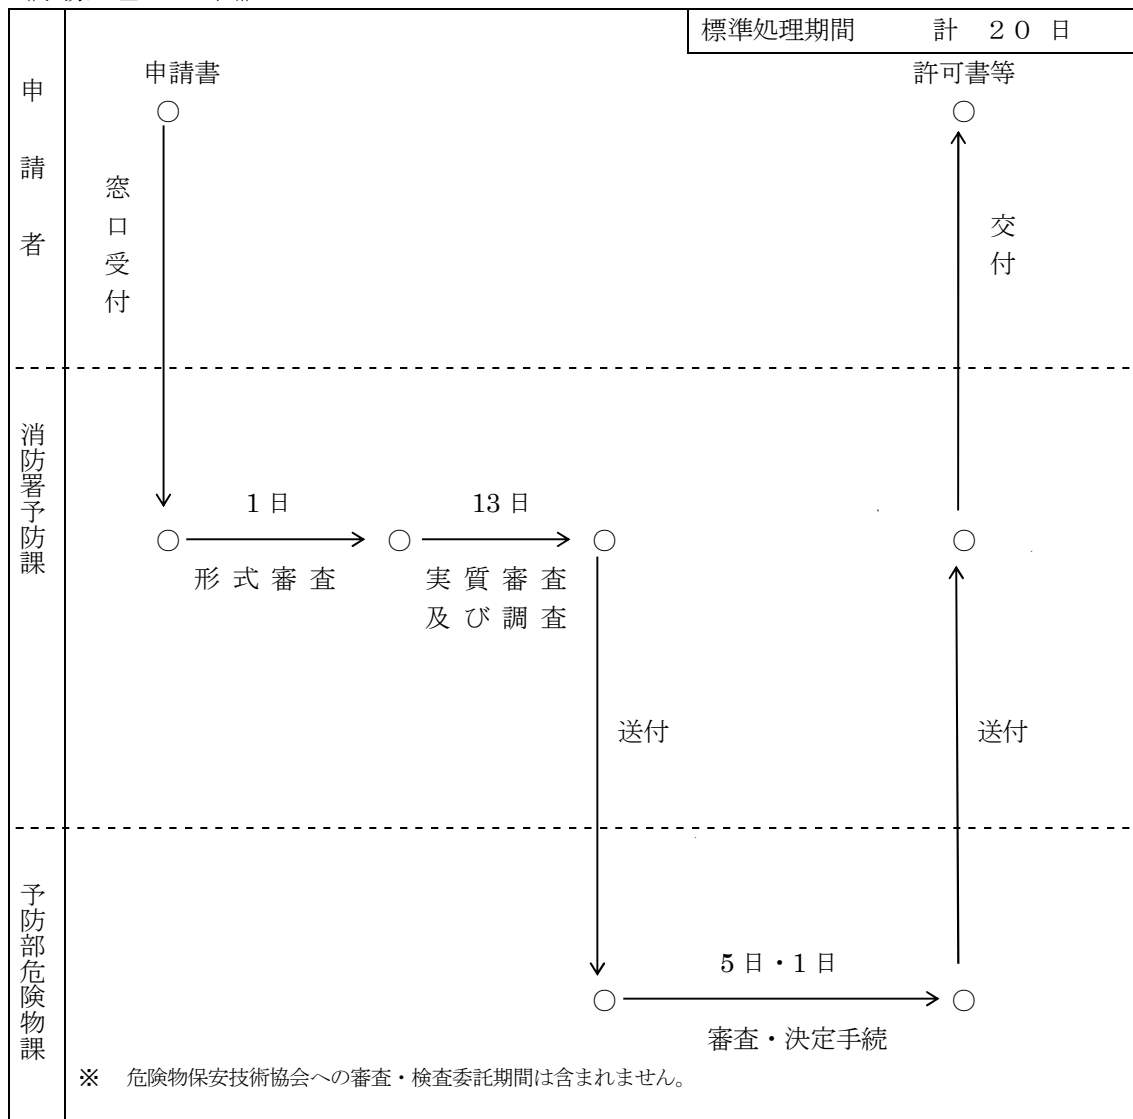 標準処理期間 計 20 日
申請者
申請書
許可書等
窓口受付
交付
消防署予防課
1日
13日
形式審査
実質審査
及び調査
送付
送付
予防部危険物課
5日・1日
審査・決定手続
※ 危険物保安技術協会への審査・検査委託期間は含まれません。